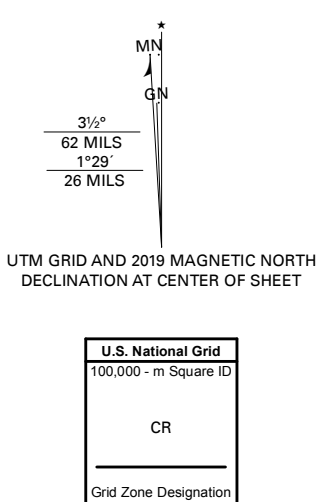 ★
MN
GN
3½°
62 MILS
1°29´
26 MILS
UTM GRID AND 2019 MAGNETIC NORTH
DECLINATION AT CENTER OF SHEET
U.S. National Grid
100,000 - m Square ID
CR
Grid Zone Designation